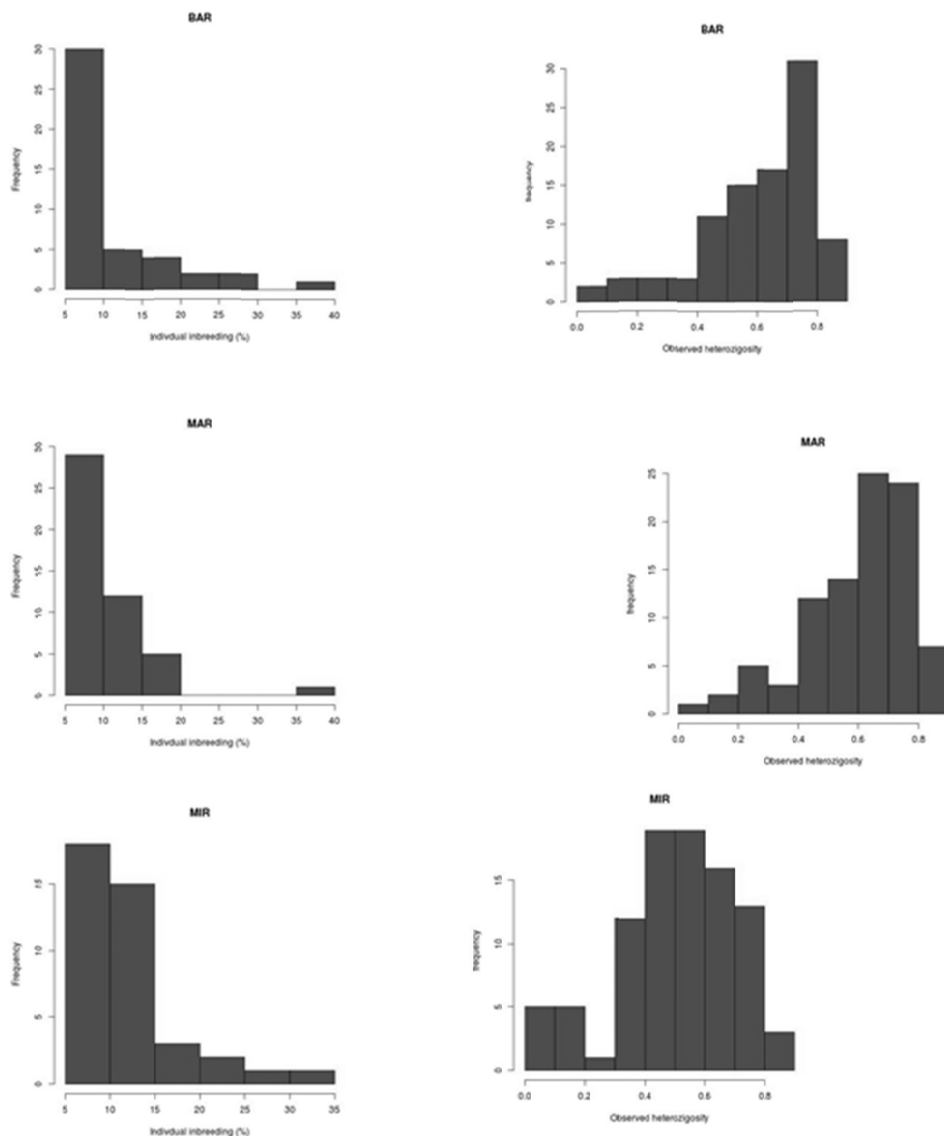 BAR
Frequency
30
25
20
15
10
5
0
5 10 15 20 25 30 35 40
Indivdual inbreeding (%)
BAR
frequency
30
25
20
15
10
5
0
0.0 0.2 0.4 0.6 0.8
Observed heterozigosity
MAR
Frequency
30
25
20
15
10
5
0
5 10 15 20 25 30 35 40
Indivdual inbreeding (%)
MAR
frequency
25
20
15
10
5
0
0.0 0.2 0.4 0.6 0.8
Observed heterozigosity
MIR
Frequency
15
10
5
0
5 10 15 20 25 30 35
Indivdual inbreeding (%)
MIR
frequency
15
10
5
0
0.0 0.2 0.4 0.6 0.8
Observed heterozigosity